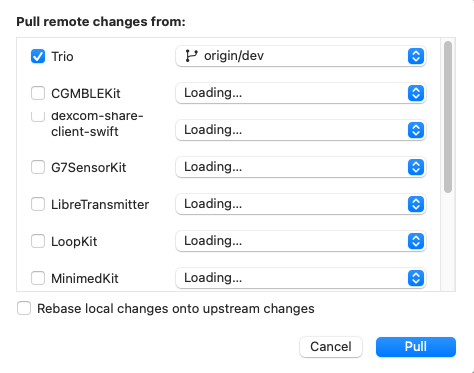 Pull remote changes from:
Trio
origin/dev
CGMBLEKit
Loading...
dexcom-share-
client-swift
Loading...
G7SensorKit
Loading...
LibreTransmitter
Loading...
LoopKit
Loading...
MinimedKit
Loading...
Rebase local changes onto upstream changes
Cancel
Pull